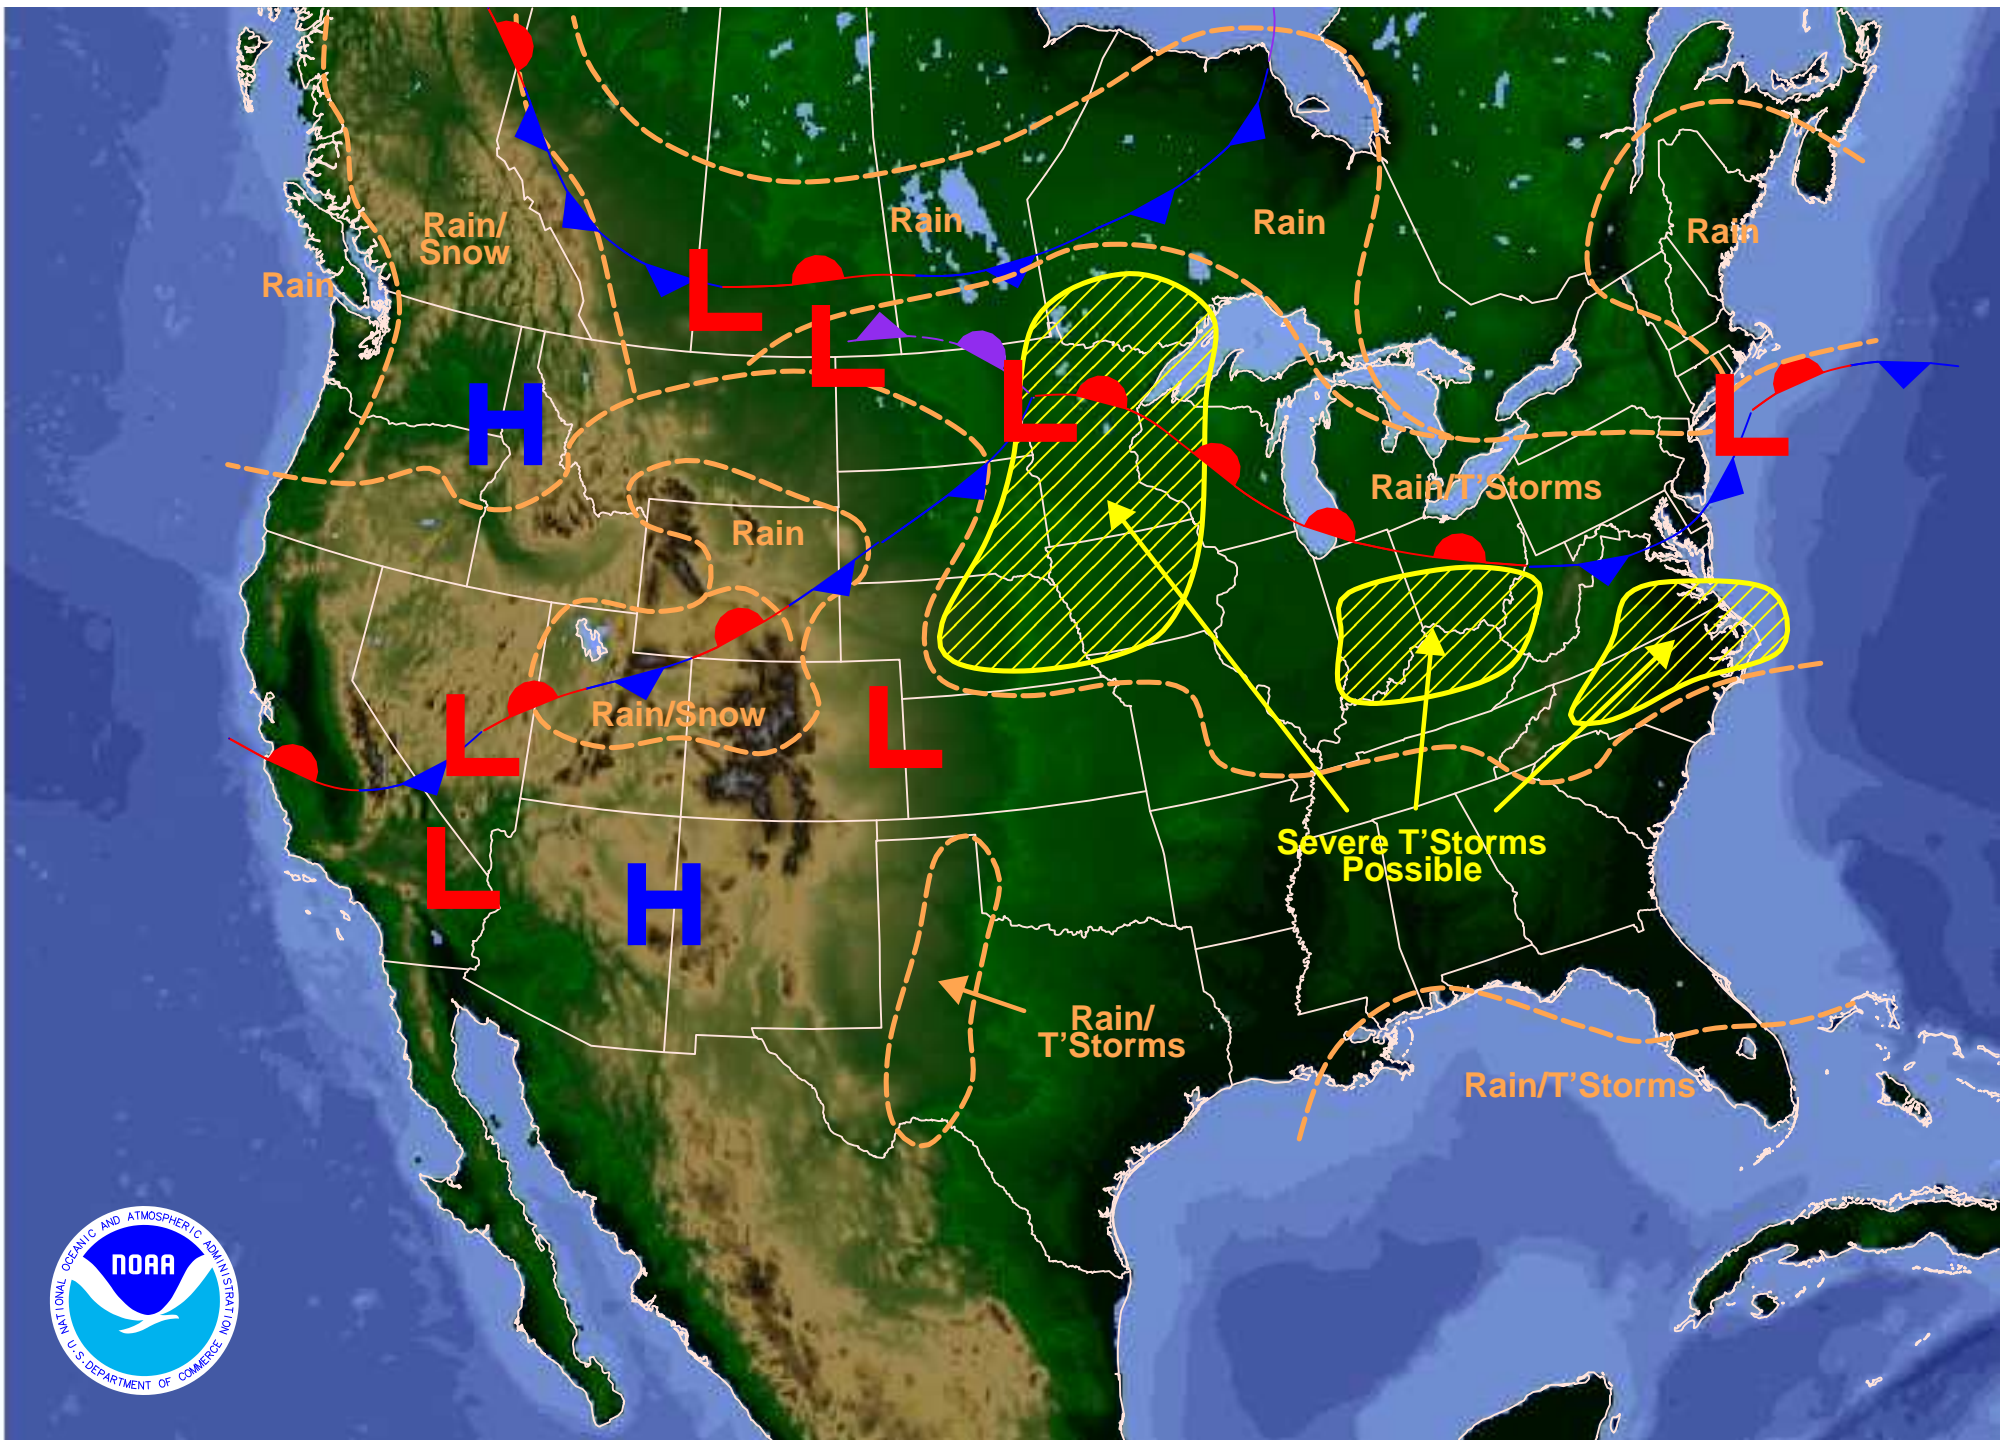 Rain/
Snow
Rain
Rain
Rain
Rain
L
L
L
L
H
Rain/T'Storms
Rain
Rain/Snow
L
L
L
H
Severe T'Storms
Possible
Rain/
T'Storms
Rain/T'Storms
NATIONAL OCEANIC AND ATMOSPHERIC ADMINISTRATION
NOAA
U.S. DEPARTMENT OF COMMERCE